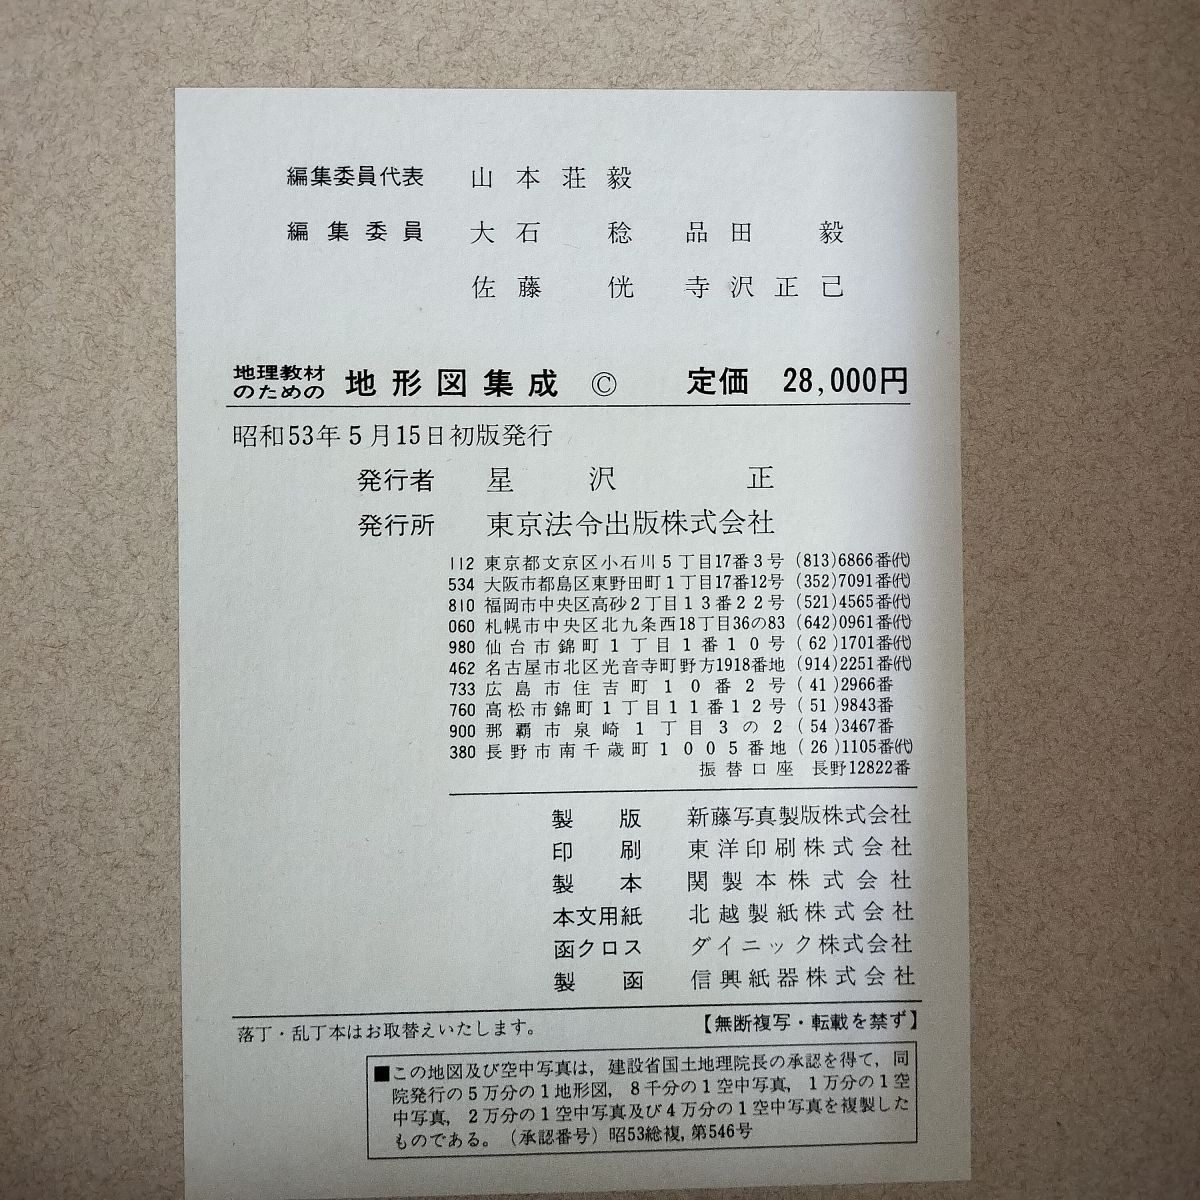 編集委員代表 山本荘毅
編集委員 大石 稔 品田 毅
佐藤 侊 寺沢正己
地理教材のための 地形図集成 © 定価 28,000円
昭和53年5月15日初版発行
発行者 星沢 正
発行所 東京法令出版株式会社
112 東京都文京区小石川5丁目17番3号 (813)6866番(代)
534 大阪市都島区東野田町1丁目17番12号 (352)7091番(代)
810 福岡市中央区高砂2丁目13番22号 (521)4565番(代)
060 札幌市中央区北九条西18丁目36の83 (642)0961番(代)
980 仙台市錦町1丁目1番10号 (62)1701番(代)
462 名古屋市北区光音寺町野方1918番地 (914)2251番(代)
733 広島市住吉町10番2号 (41)2966番
760 高松市錦町1丁目11番12号 (51)9843番
900 那覇市泉崎1丁目3の2 (54)3467番
380 長野市南千歳町1005番地 (26)1105番(代)
振替口座 長野12822番
製版 新藤写真製版株式会社
印刷 東洋印刷株式会社
製本 関製本株式会社
本文用紙 北越製紙株式会社
函クロス ダイニック株式会社
製函 信興紙器株式会社
落丁・乱丁本はお取替えいたします。 【無断複写・転載を禁ず】
■この地図及び空中写真は，建設省国土地理院長の承認を得て，同
院発行の5万分の1地形図，8千分の1空中写真，1万分の1空
中写真，2万分の1空中写真及び4万分の1空中写真を複製した
ものである。（承認番号）昭53総複,第546号